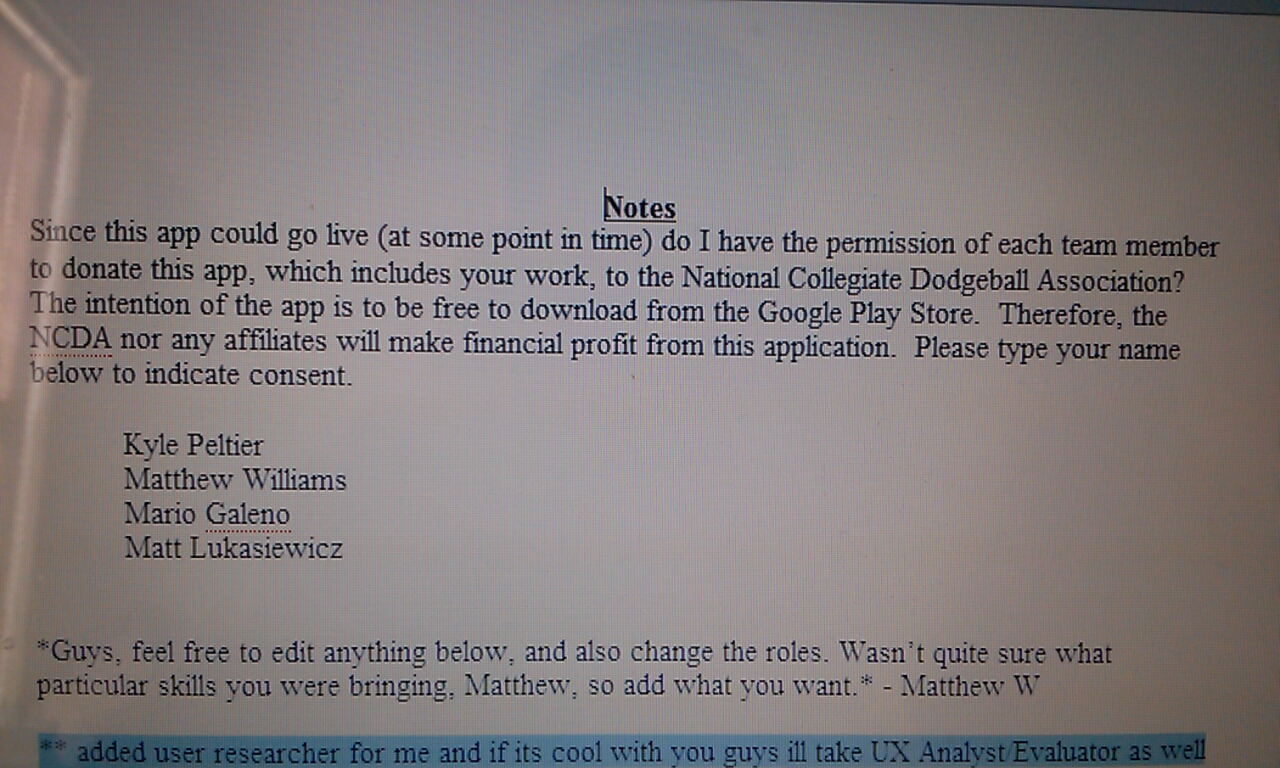 Notes
Since this app could go live (at some point in time) do I have the permission of each team member
to donate this app, which includes your work, to the National Collegiate Dodgeball Association?
The intention of the app is to be free to download from the Google Play Store.  Therefore, the
NCDA nor any affiliates will make financial profit from this application.  Please type your name
below to indicate consent.
Kyle Peltier
Matthew Williams
Mario Galeno
Matt Lukasiewicz
*Guys, feel free to edit anything below, and also change the roles. Wasn't quite sure what
particular skills you were bringing, Matthew, so add what you want.* - Matthew W
** added user researcher for me and if its cool with you guys ill take UX Analyst/Evaluator as well